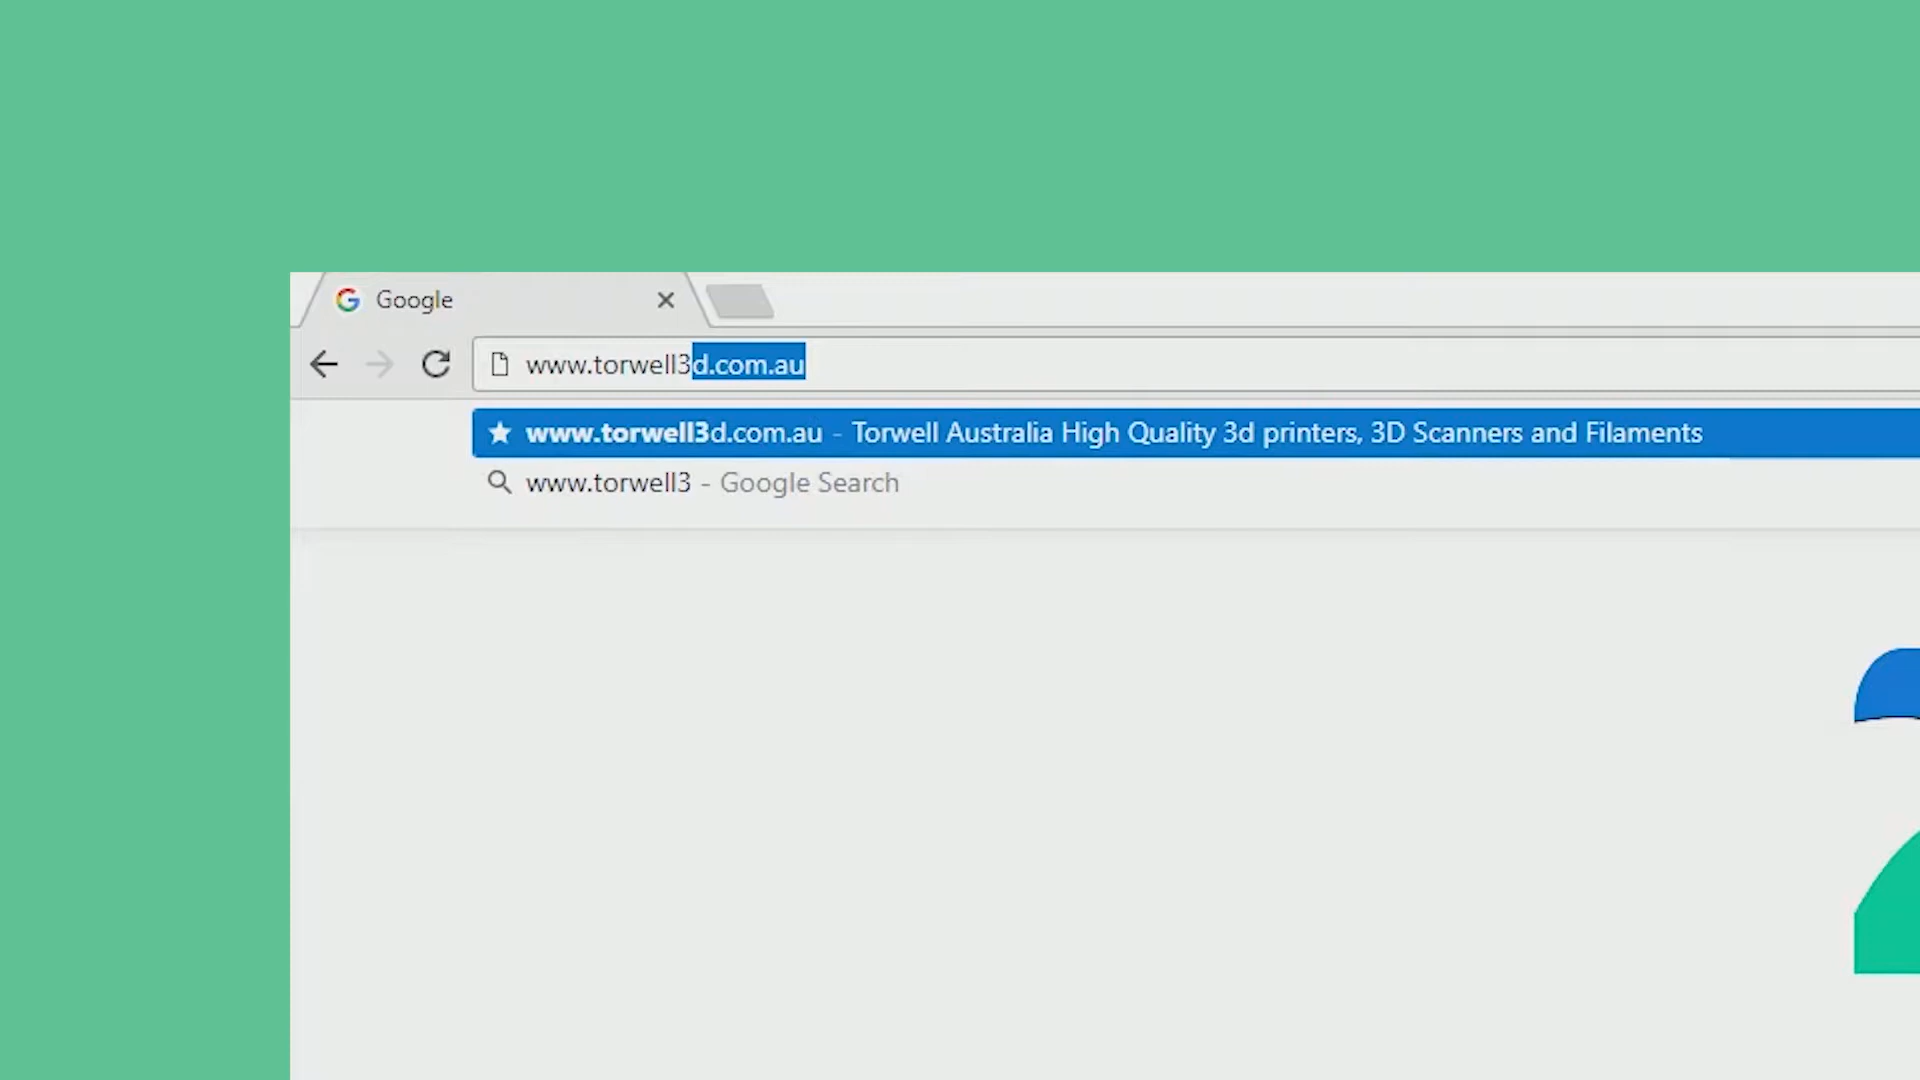 Google
www.torwell3d.com.au
www.torwell3d.com.au - Torwell Australia High Quality 3d printers, 3D Scanners and Filaments
www.torwell3 - Google Search